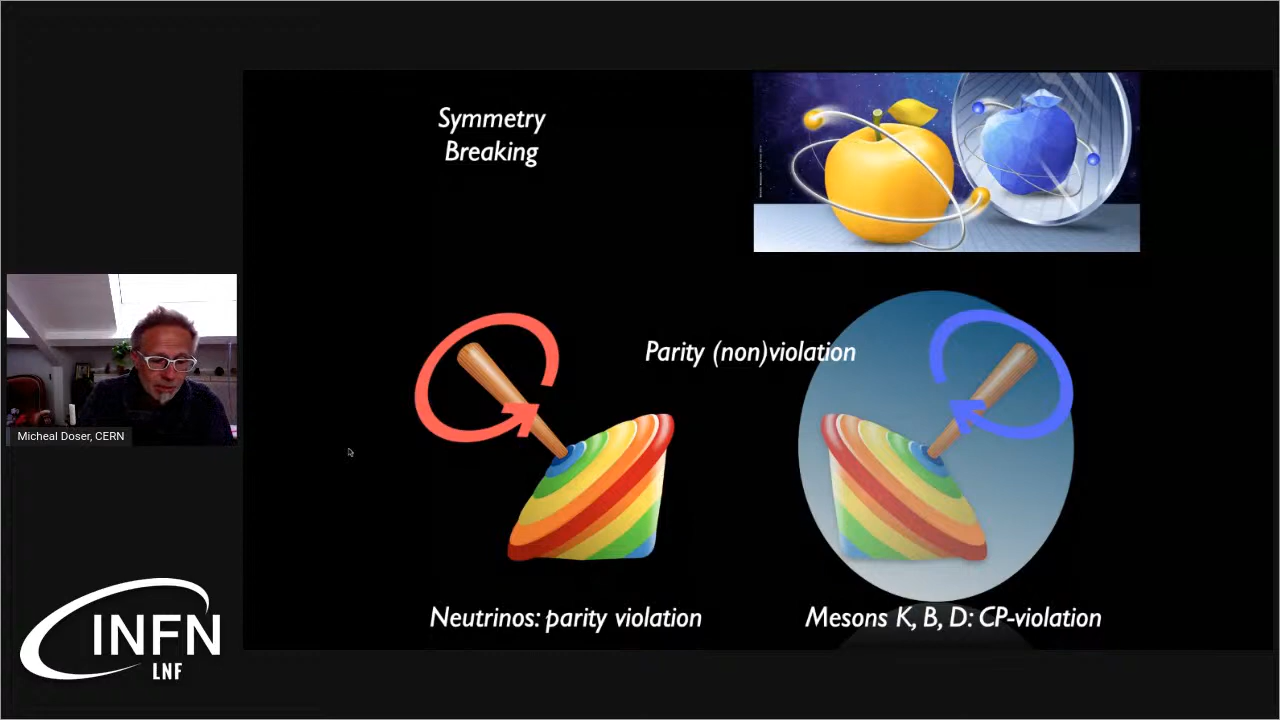 Symmetry
Breaking
Parity (non)violation
Micheal Doser, CERN
Neutrinos: parity violation
Mesons K, B, D: CP-violation
INFN
LNF